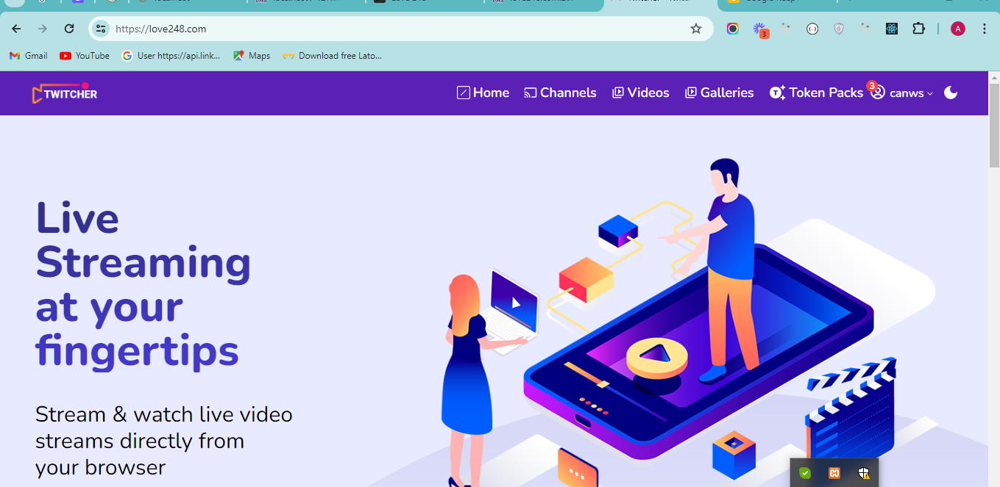 https://love248.com
3
A
Gmail
YouTube
User https://api.link...
Maps
Download free Lato...
TWITCHER
Home
Channels
Videos
Galleries
T
Token Packs
3
canws
Live
Streaming
at your
fingertips
Stream & watch live video
streams directly from
your browser